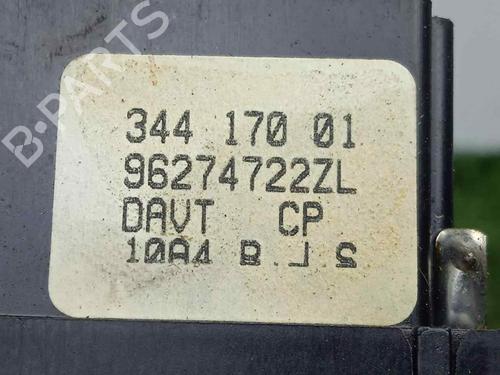 B-PARTS
344 170 01
96274722ZL
DAVT CP
10A4 B J S